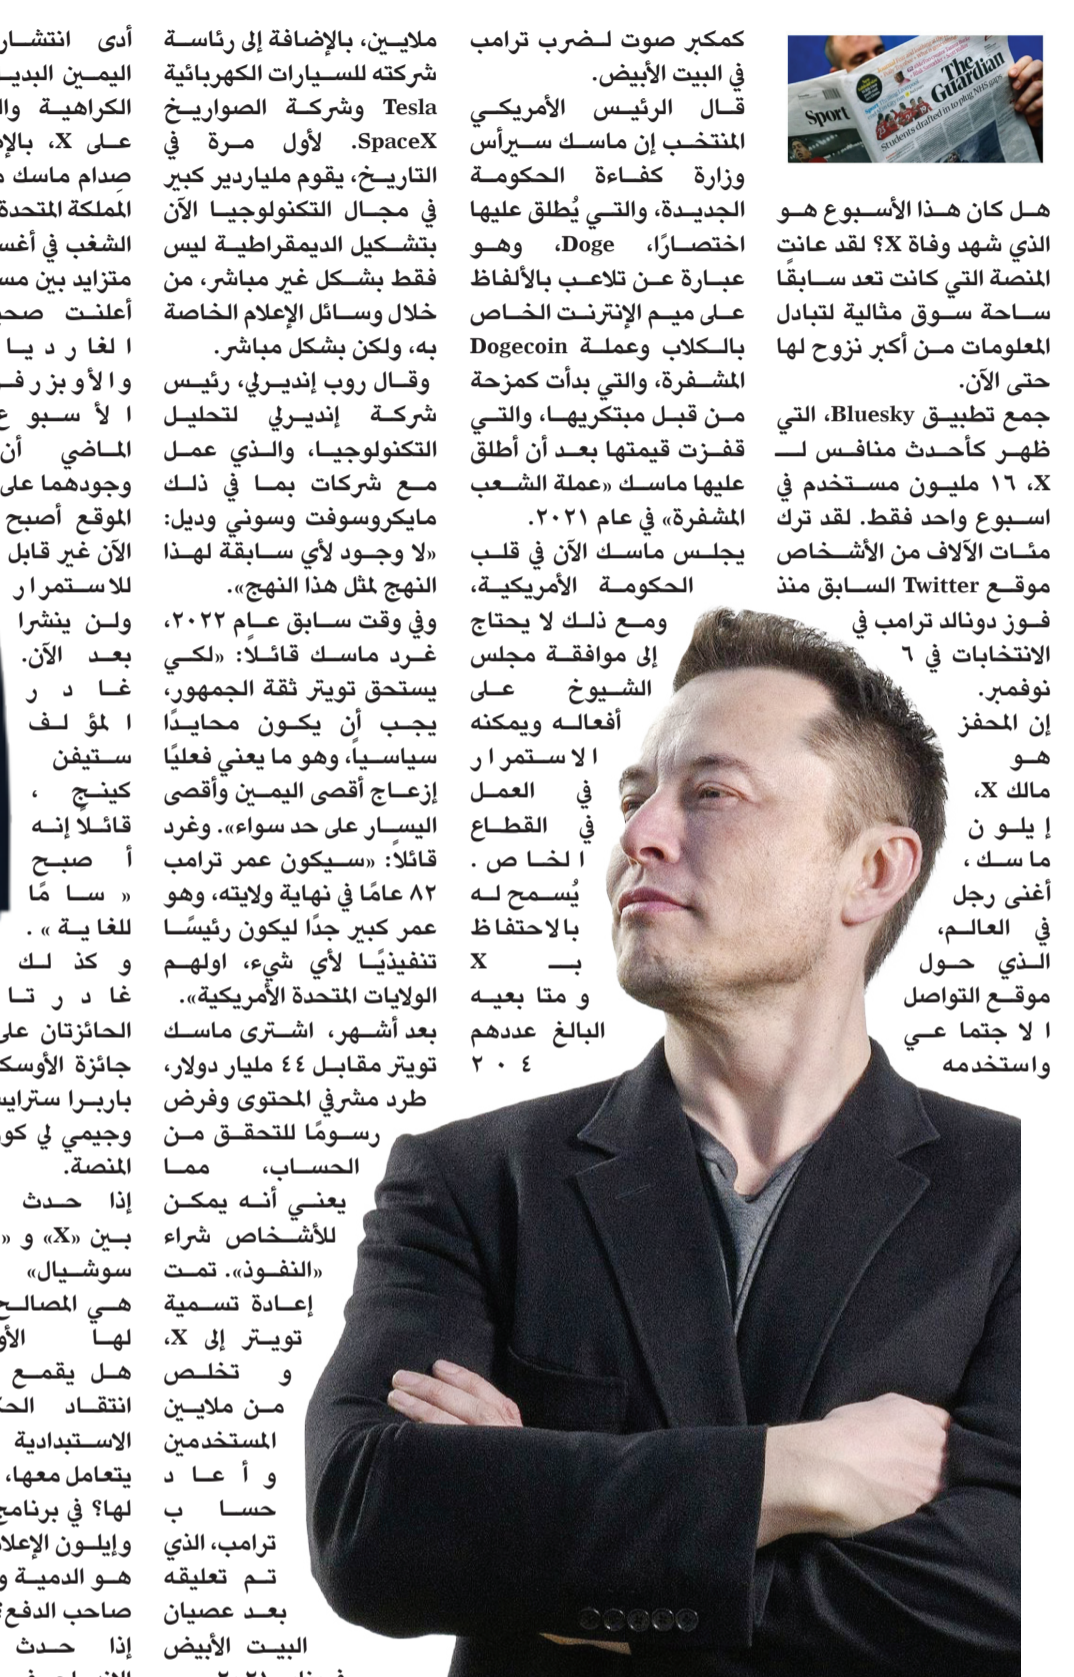 The
Guardian
Sport
Students drafted in to plug NHS gaps
هل كان هذا الأسبوع هو
الذي شهد وفاة X؟ لقد عانت
المنصة التي كانت تعد سابقًا
ساحة سوق مثالية لتبادل
المعلومات من أكبر نزوح لها
حتى الآن.
جمع تطبيق Bluesky، التي
ظهر كأحدث منافس لـ
X، ١٦ مليون مستخدم في
اسبوع واحد فقط. لقد ترك
مئات الآلاف من الأشخاص
موقع Twitter السابق منذ
فوز دونالد ترامب في
الانتخابات في ٦
نوفمبر.
إن المحفز
هو
مالك X،
إيلون
ماسك،
أغنى رجل
في العالم،
الذي حول
موقع التواصل
الاجتماعي
واستخدمه
كمكبر صوت لضرب ترامب
في البيت الأبيض.
قال الرئيس الأمريكي
المنتخب إن ماسك سيرأس
وزارة كفاءة الحكومة
الجديدة، والتي يُطلق عليها
اختصارًا، Doge، وهو
عبارة عن تلاعب بالألفاظ
على ميم الإنترنت الخاص
بالكلاب وعملة Dogecoin
المشفرة، والتي بدأت كمزحة
من قبل مبتكريها، والتي
قفزت قيمتها بعد أن أطلق
عليها ماسك «عملة الشعب
المشفرة» في عام ٢٠٢١.
يجلس ماسك الآن في قلب
الحكومة الأمريكية،
ومع ذلك لا يحتاج
إلى موافقة مجلس
الشيوخ على
أفعاله ويمكنه
الاستمرار
في العمل
في القطاع
الخاص.
يُسمح له
بالاحتفاظ
بـ X
ومتابعيه
البالغ عددهم
٢٠٤
ملايين، بالإضافة إلى رئاسة
شركته للسيارات الكهربائية
Tesla وشركة الصواريخ
SpaceX. لأول مرة في
التاريخ، يقوم ملياردير كبير
في مجال التكنولوجيا الآن
بتشكيل الديمقراطية ليس
فقط بشكل غير مباشر، من
خلال وسائل الإعلام الخاصة
به، ولكن بشكل مباشر.
وقال روب إنديرلي، رئيس
شركة إنديرلي لتحليل
التكنولوجيا، والذي عمل
مع شركات بما في ذلك
مايكروسوفت وسوني وديل:
«لا وجود لأي سابقة لهذا
النهج لمثل هذا النهج».
وفي وقت سابق عام ٢٠٢٢،
غرد ماسك قائلاً: «لكي
يستحق تويتر ثقة الجمهور،
يجب أن يكون محايدًا
سياسياً، وهو ما يعني فعليًا
إزعاج أقصى اليمين وأقصى
اليسار على حد سواء». وغرد
قائلاً: «سيكون عمر ترامب
٨٢ عامًا في نهاية ولايته، وهو
عمر كبير جدًا ليكون رئيسًا
تنفيذيًا لأي شيء، اولهم
الولايات المتحدة الأمريكية».
بعد أشهر، اشترى ماسك
تويتر مقابل ٤٤ مليار دولار،
طرد مشرفي المحتوى وفرض
رسومًا للتحقق من
الحساب، مما
يعني أنه يمكن
للأشخاص شراء
«النفوذ». تمت
إعادة تسمية
تويتر إلى X،
و تخلص
من ملايين
المستخدمين
وأعاد
حساب
ترامب، الذي
تم تعليقه
بعد عصيان
البيت الأبيض
أدى
اليمين
الكراهية
على X،
صِدام ماسك
المملكة المتحدة
الشغب في
متزايد بين
أعلنت

الأسبوع
الماضي أن
وجودهما على
الموقع أصبح
الآن غير قابل
للاستمرار
ولن ينشرا
بعد الآن.
غادر
المؤلف
ستيفن
كينج،
قائلاً إنه
أصبح
«سامًا
للغاية».
وكذلك
غادرتا
الحائزتان على
جائزة
باربرا
وجيمي لي
المنصة.
إذا حدث
بين «X» و
سوشيال»
هي المصالح
لها
هل يقمع
انتقاد
الاستبدادية
يتعامل معها،
لها؟ في
وإيلون
هو الدمية
صاحب الدفع؟
إذا حدث